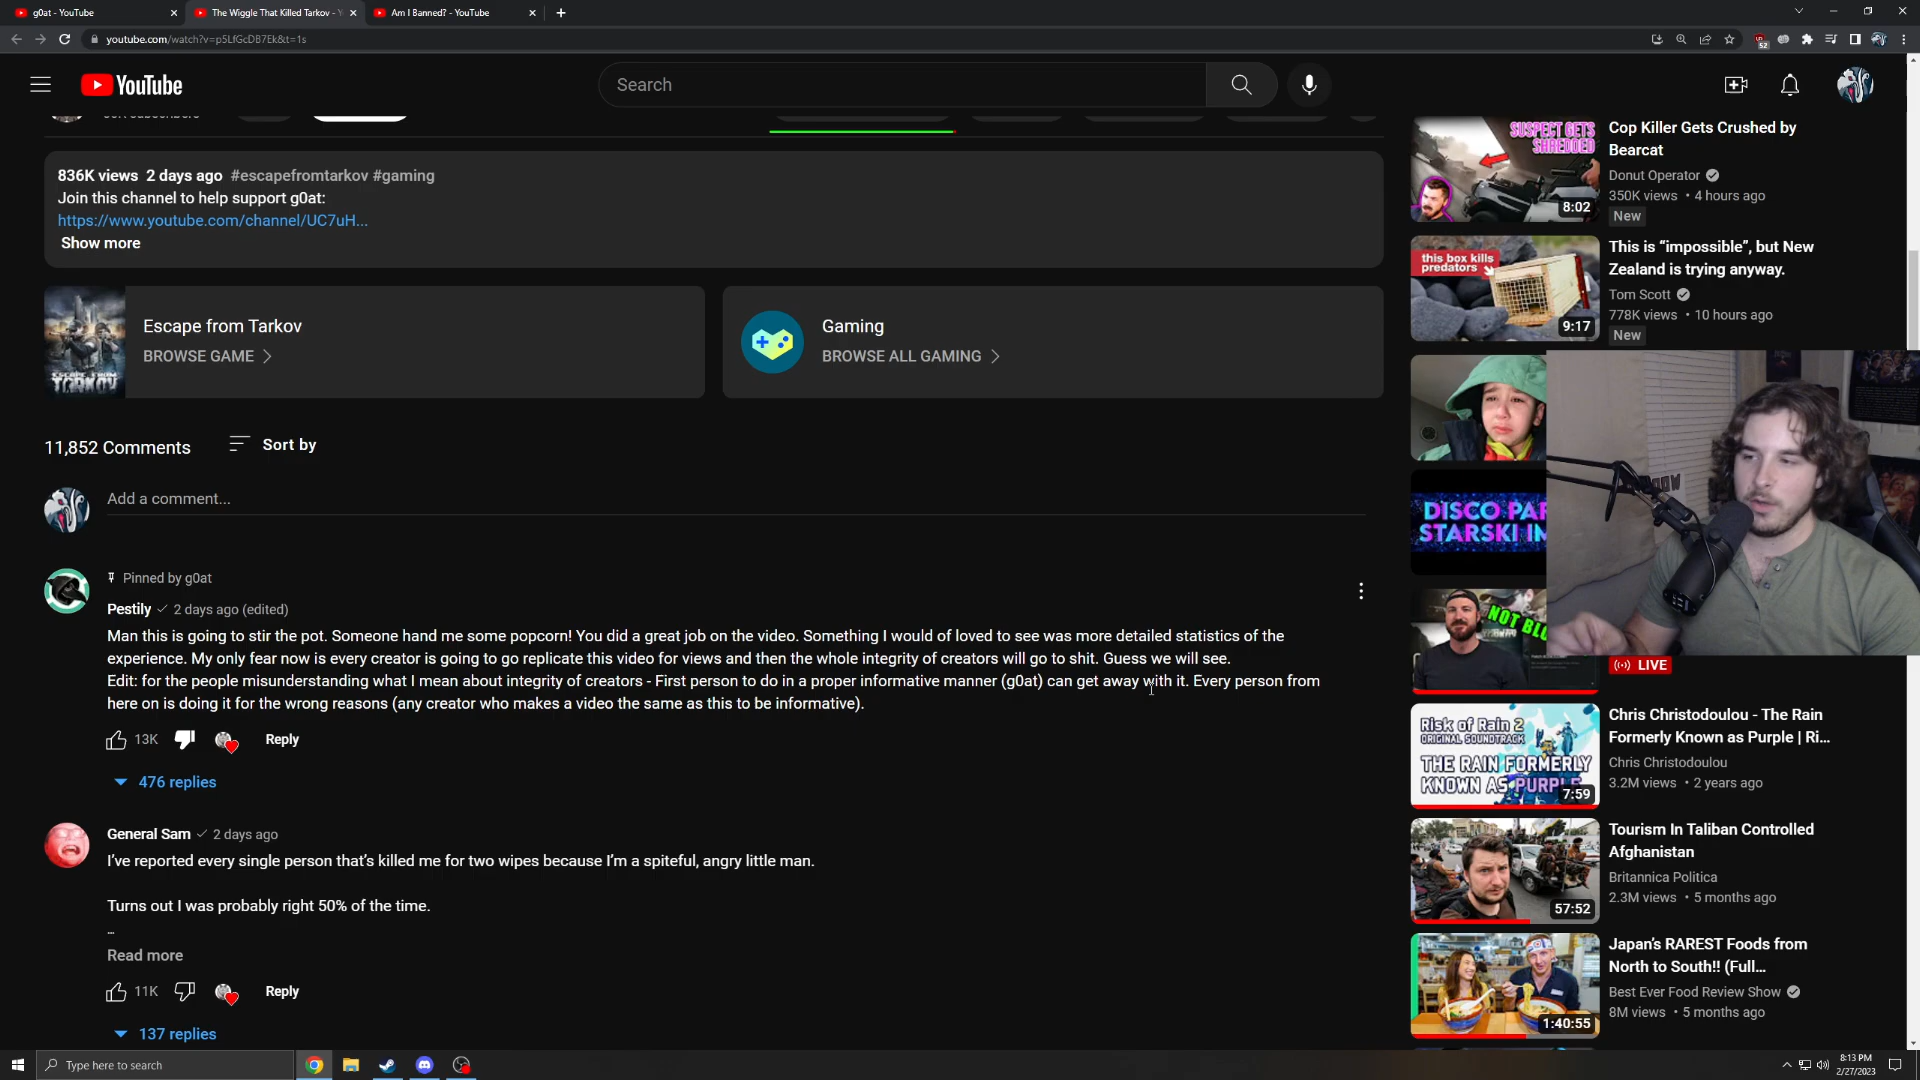 g0at - YouTube
The Wiggle That Killed Tarkov - Y
Am I Banned? - YouTube
youtube.com/watch?v=p5LfGcDB7Ek&t=1s
52
YouTube
Search
836K views 2 days ago #escapefromtarkov #gaming
Join this channel to help support g0at:
https://www.youtube.com/channel/UC7uH...
Show more
ESCAPE FROM TARKOV
Escape from Tarkov
BROWSE GAME
Gaming
BROWSE ALL GAMING
11,852 Comments
Sort by
Add a comment...
Pinned by g0at
Pestily 2 days ago (edited)
Man this is going to stir the pot. Someone hand me some popcorn! You did a great job on the video. Something I would of loved to see was more detailed statistics of the
experience. My only fear now is every creator is going to go replicate this video for views and then the whole integrity of creators will go to shit. Guess we will see.
Edit: for the people misunderstanding what I mean about integrity of creators - First person to do in a proper informative manner (g0at) can get away with it. Every person from
here on is doing it for the wrong reasons (any creator who makes a video the same as this to be informative).
13K
Reply
476 replies
General Sam 2 days ago
I've reported every single person that's killed me for two wipes because I'm a spiteful, angry little man.
Turns out I was probably right 50% of the time.
...
Read more
11K
Reply
137 replies
SUSPECT GETS
SHREDDED
8:02
Cop Killer Gets Crushed by
Bearcat
Donut Operator
350K views • 4 hours ago
New
this box kills
predators
9:17
This is “impossible”, but New
Zealand is trying anyway.
Tom Scott
778K views • 10 hours ago
New
DISCO PAR
STARSKI IM
NOT BL
LIVE
Risk of Rain 2
ORIGINAL SOUNDTRACK
THE RAIN FORMERLY
KNOWN AS PURPLE
7:59
Chris Christodoulou - The Rain
Formerly Known as Purple | Ri...
Chris Christodoulou
3.2M views • 2 years ago
57:52
Tourism In Taliban Controlled
Afghanistan
Britannica Politica
2.3M views • 5 months ago
1:40:55
Japan's RAREST Foods from
North to South!! (Full...
Best Ever Food Review Show
8M views • 5 months ago
Type here to search
8:13 PM
2/27/2023